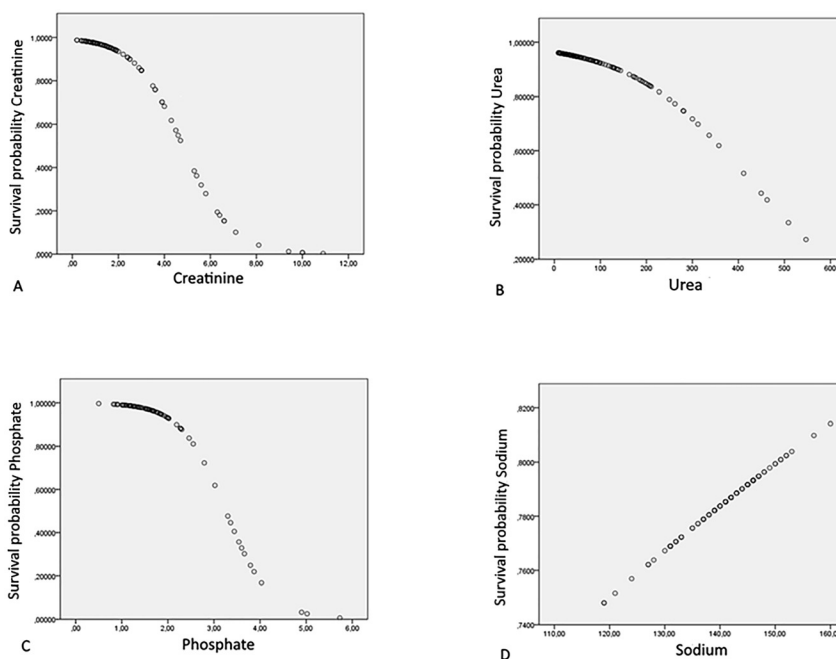 Survival probability Creatinine
1,0000
,8000
,6000
,4000
,2000
,0000
,00 2,00 4,00 6,00 8,00 10,00 12,00
Creatinine
A
Survival probability Urea
1,00000
,80000
,60000
,40000
,20000
0 100 200 300 400 500 600
Urea
B
Survival probability Phosphate
1,00000
,80000
,60000
,40000
,20000
,00000
,00 1,00 2,00 3,00 4,00 5,00 6,00
Phosphate
C
Survival probability Sodium
,8200
,8000
,7800
,7600
,7400
110,00 120,00 130,00 140,00 150,00 160,00
Sodium
D